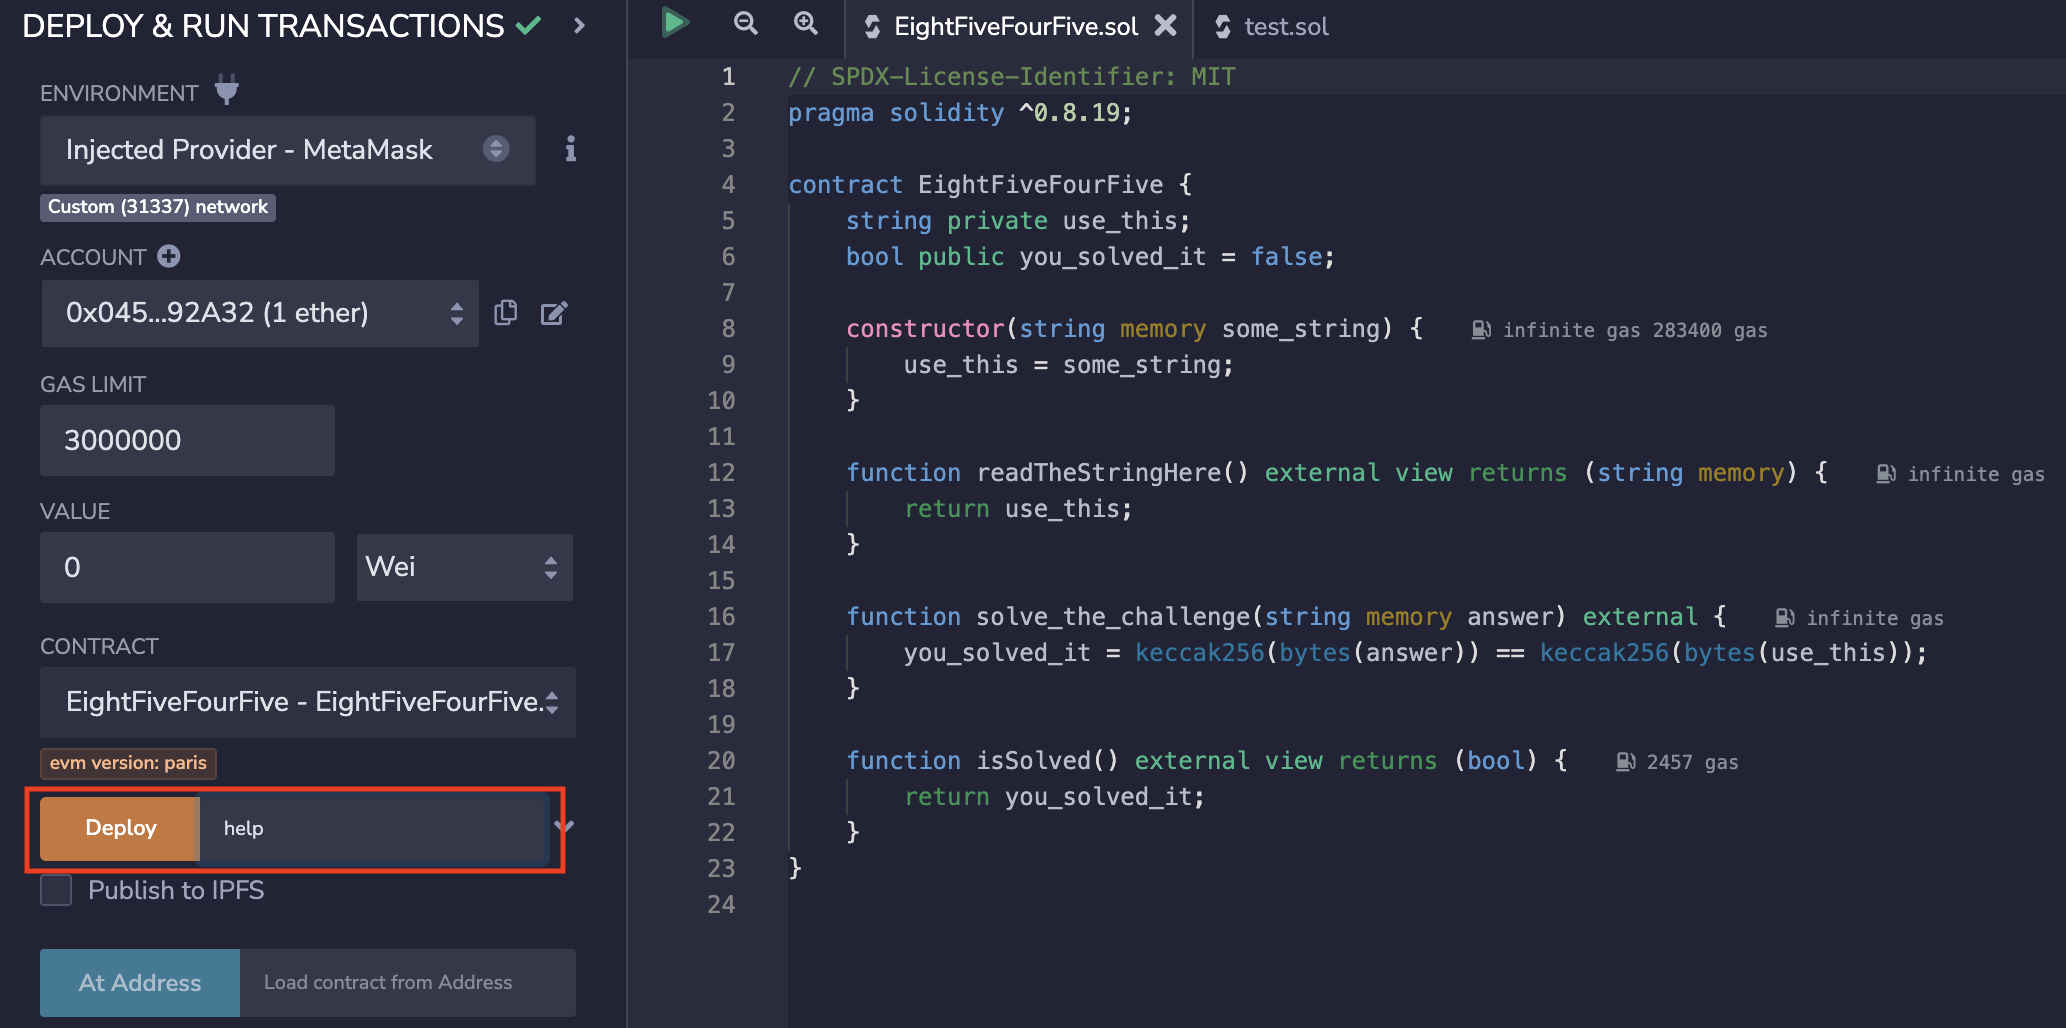 DEPLOY & RUN TRANSACTIONS
ENVIRONMENT
Injected Provider - MetaMask
Custom (31337) network
ACCOUNT
0x045...92A32 (1 ether)
GAS LIMIT
3000000
VALUE
0
Wei
CONTRACT
EightFiveFourFive - EightFiveFourFive.
evm version: paris
Deploy
help
Publish to IPFS
At Address
Load contract from Address
EightFiveFourFive.sol
test.sol
1 // SPDX-License-Identifier: MIT
2 pragma solidity ^0.8.19;
3
4 contract EightFiveFourFive {
5     string private use_this;
6     bool public you_solved_it = false;
7
8     constructor(string memory some_string) { infinite gas 283400 gas
9         use_this = some_string;
10     }
11
12     function readTheStringHere() external view returns (string memory) { infinite gas
13         return use_this;
14     }
15
16     function solve_the_challenge(string memory answer) external { infinite gas
17         you_solved_it = keccak256(bytes(answer)) == keccak256(bytes(use_this));
18     }
19
20     function isSolved() external view returns (bool) { 2457 gas
21         return you_solved_it;
22     }
23 }
24